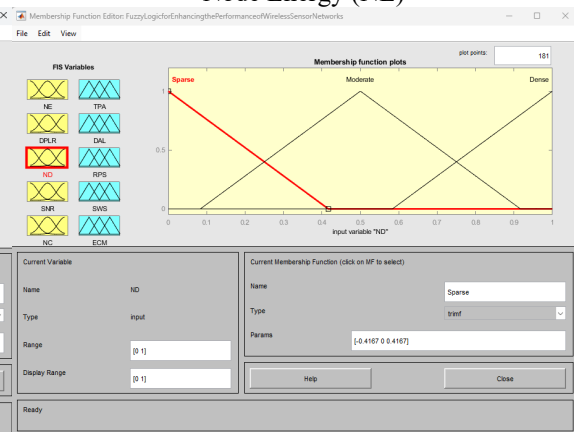 Node Energy (NE)
Membership Function Editor: FuzzyLogicforEnhancingthePerformanceofWirelessSensorNetworks
File Edit View
FIS Variables
Membership function plots
plot points:
181
NE TPA
DPLR DAL
ND RPS
SNR SWS
NC ECM
Sparse Moderate Dense
1
0.5
0
0 0.1 0.2 0.3 0.4 0.5 0.6 0.7 0.8 0.9 1
input variable "ND"
Current Variable
Name ND
Type input
Range [0 1]
Display Range [0 1]
Current Membership Function (click on MF to select)
Name Sparse
Type trimf
Params [-0.4167 0 0.4167]
Help Close
Ready